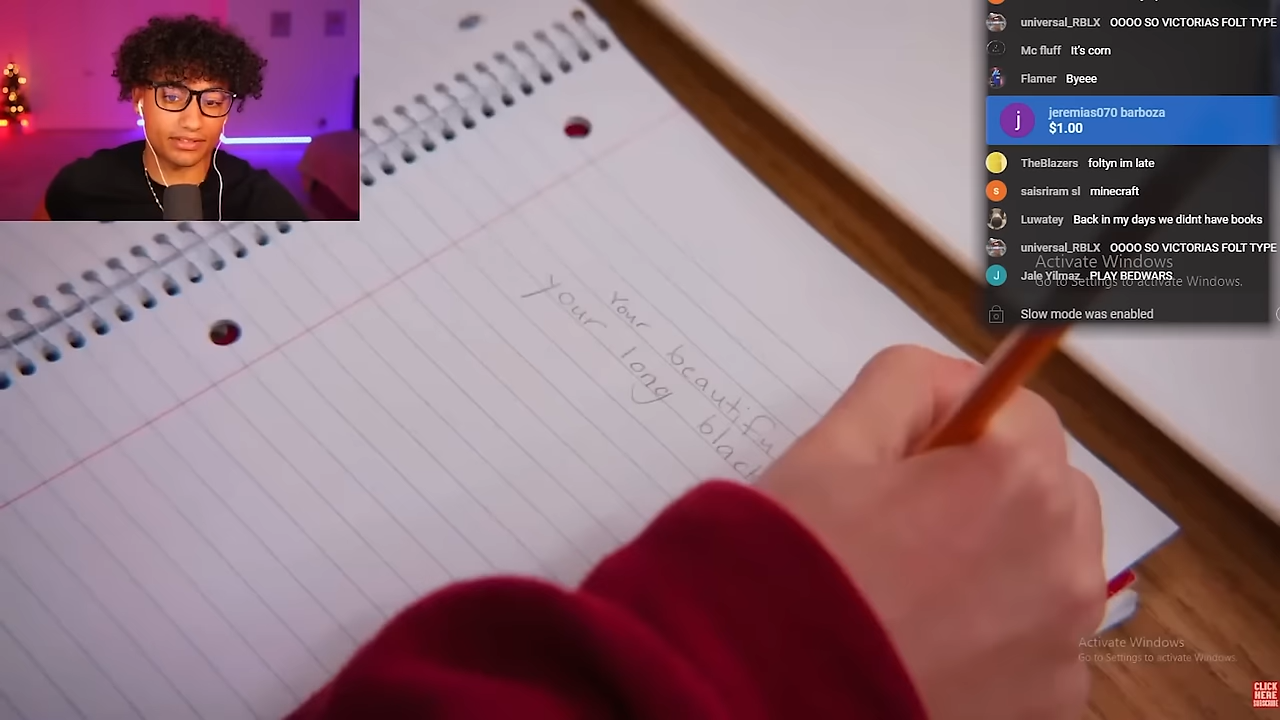 universal_RBLX OOOO SO VICTORIAS FOLT TYPE
Mc fluff It's corn
Flamer Byeee
j jeremias070 barboza
$1.00
TheBlazers foltyn im late
s saisriram sl minecraft
Luwatey Back in my days we didnt have books
universal_RBLX OOOO SO VICTORIAS FOLT TYPE
Activate Windows
J Jale Yilmaz PLAY BEDWARS
Go to Settings to activate Windows.
Slow mode was enabled
Your beautifu
your long black
Activate Windows
Go to Settings to activate Windows.
CLICK
HERE
SUBSCRIBE